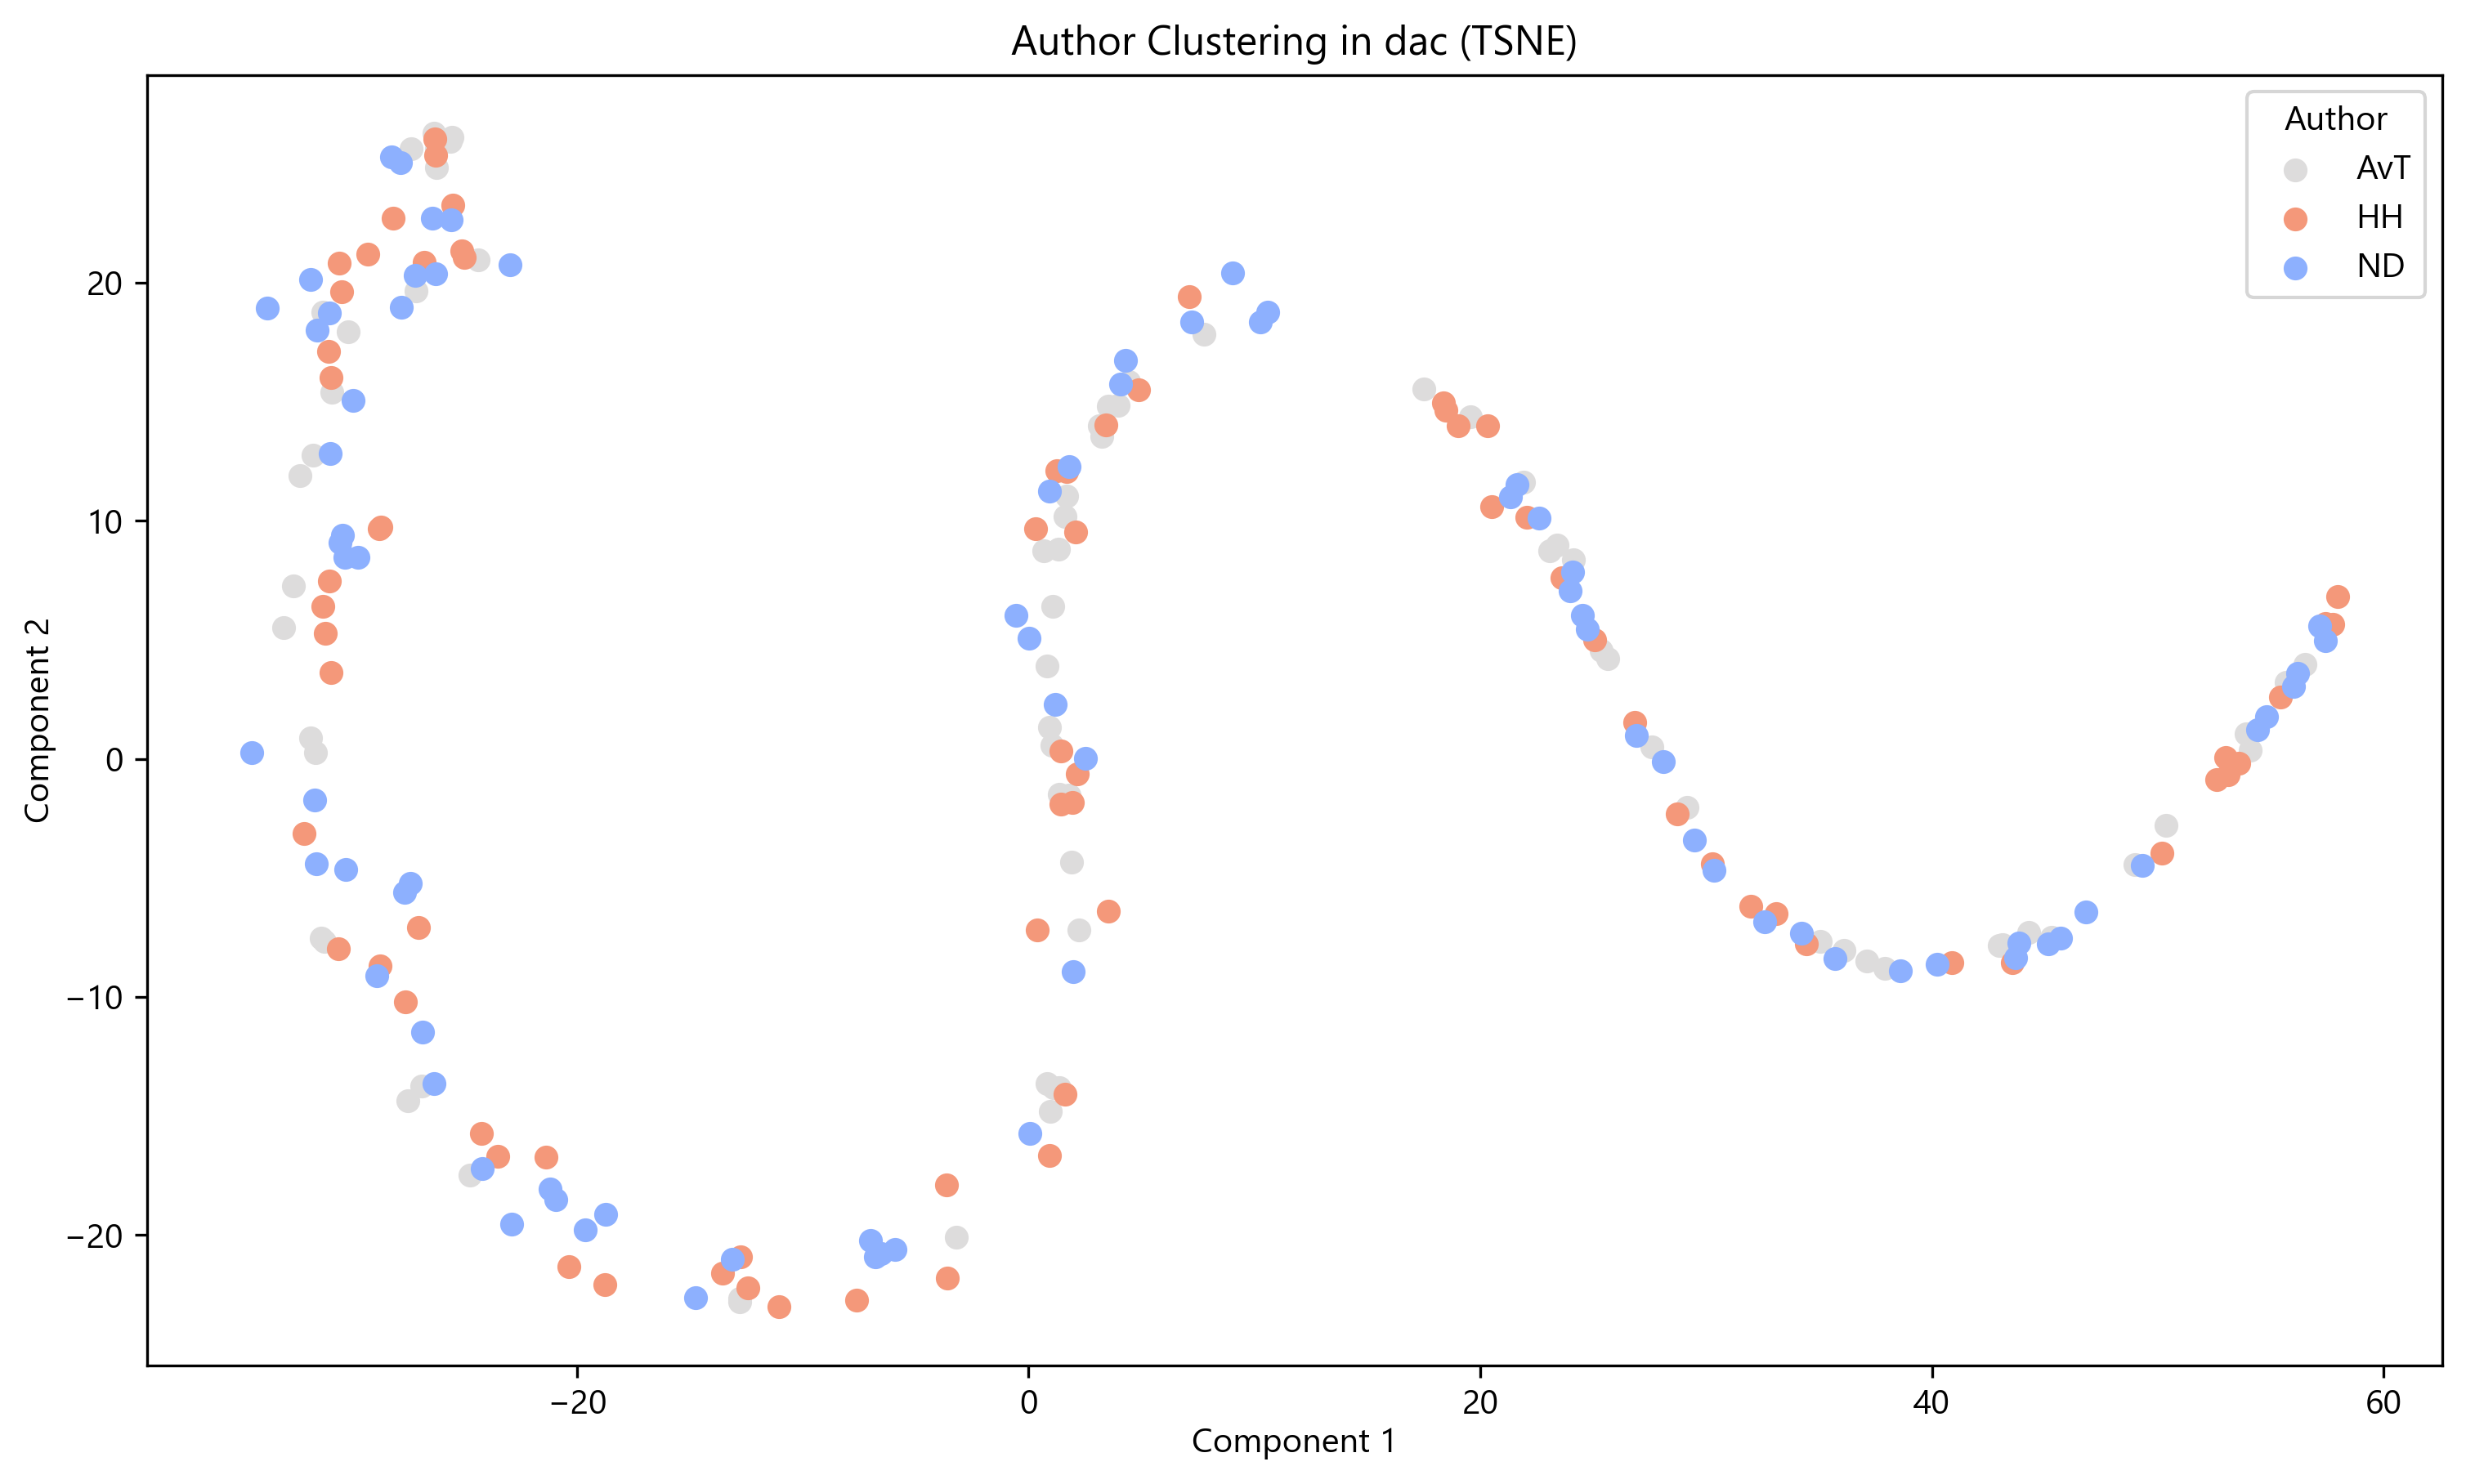 Author Clustering in dac (TSNE)
Author
AvT
HH
ND
Component 2
20
10
0
−10
−20
−20
0
20
40
60
Component 1